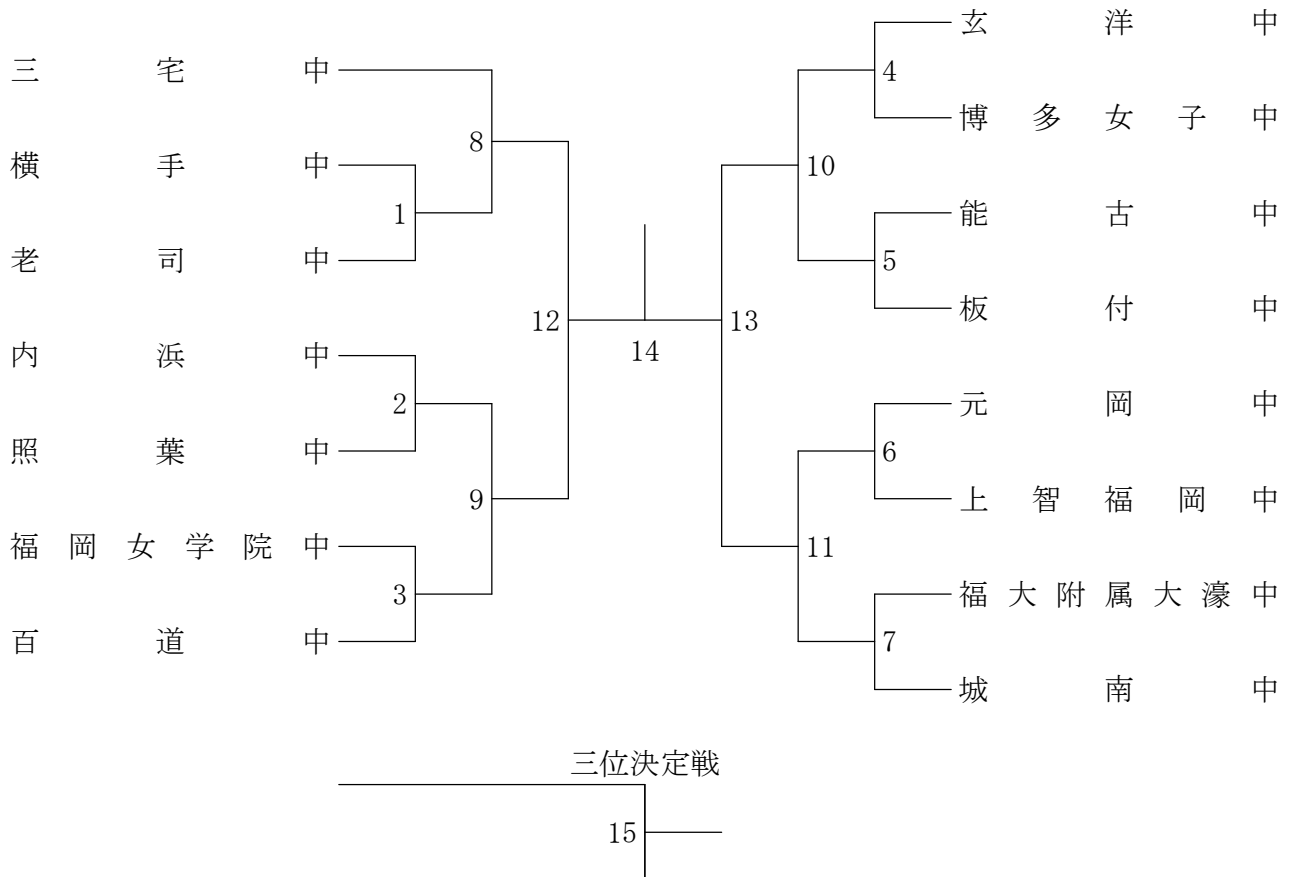 三宅中
8
横手中
1
老司中
12
内浜中
2
照葉中
9
福岡女学院中
3
百道中
14
玄洋中
4
博多女子中
10
能古中
5
板付中
13
元岡中
6
上智福岡中
11
福大附属大濠中
7
城南中
三位決定戦
15